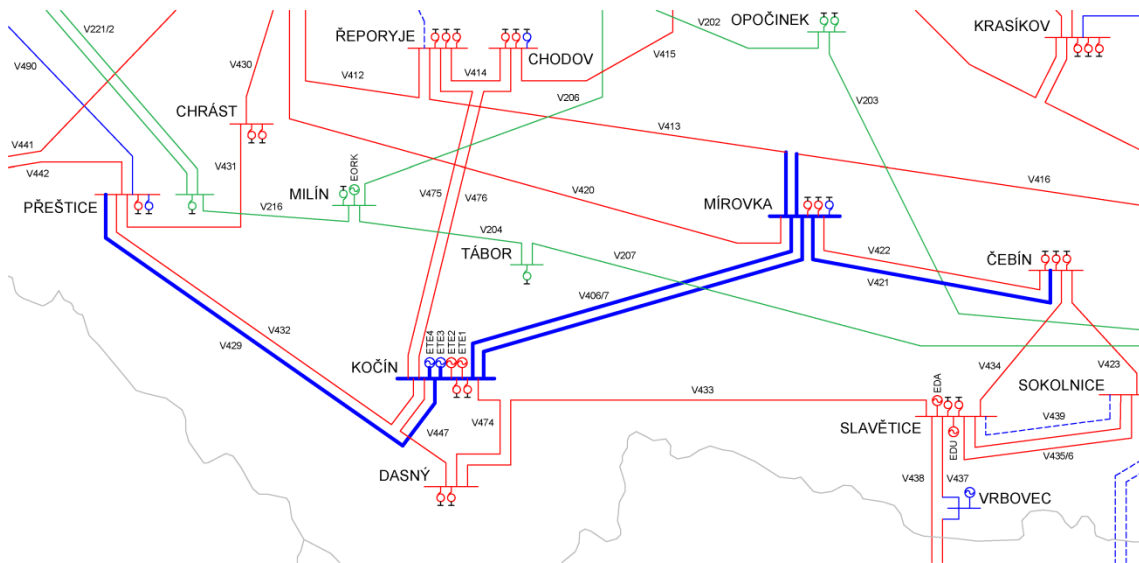 V221/2
V202
OPOČINEK
KRASÍKOV
ŘEPORYJE
V490
V430
V412
V414
CHODOV
V415
V206
V203
CHRÁST
V413
V441
V442
V431
EORK
V420
V475
V476
V416
PŘEŠTICE
MILÍN
V216
MÍROVKA
V204
TÁBOR
V207
V422
V421
ČEBÍN
V406/7
V432
V429
KOČÍN
ETE4
ETE3
ETE2
ETE1
V434
V423
V433
EDA
SOKOLNICE
V447
V474
SLAVĚTICE
EDU
V439
V435/6
DASNÝ
V438
V437
VRBOVEC